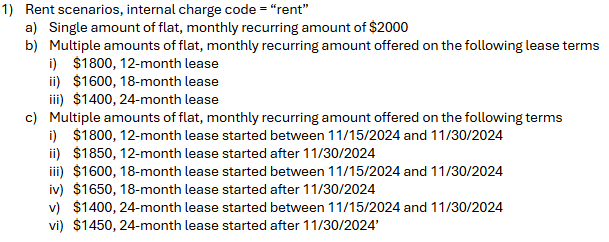 1) Rent scenarios, internal charge code = “rent”
a) Single amount of flat, monthly recurring amount of $2000
b) Multiple amounts of flat, monthly recurring amount offered on the following lease terms
i) $1800, 12-month lease
ii) $1600, 18-month lease
iii) $1400, 24-month lease
c) Multiple amounts of flat, monthly recurring amount offered on the following terms
i) $1800, 12-month lease started between 11/15/2024 and 11/30/2024
ii) $1850, 12-month lease started after 11/30/2024
iii) $1600, 18-month lease started between 11/15/2024 and 11/30/2024
iv) $1650, 18-month lease started after 11/30/2024
v) $1400, 24-month lease started between 11/15/2024 and 11/30/2024
vi) $1450, 24-month lease started after 11/30/2024’